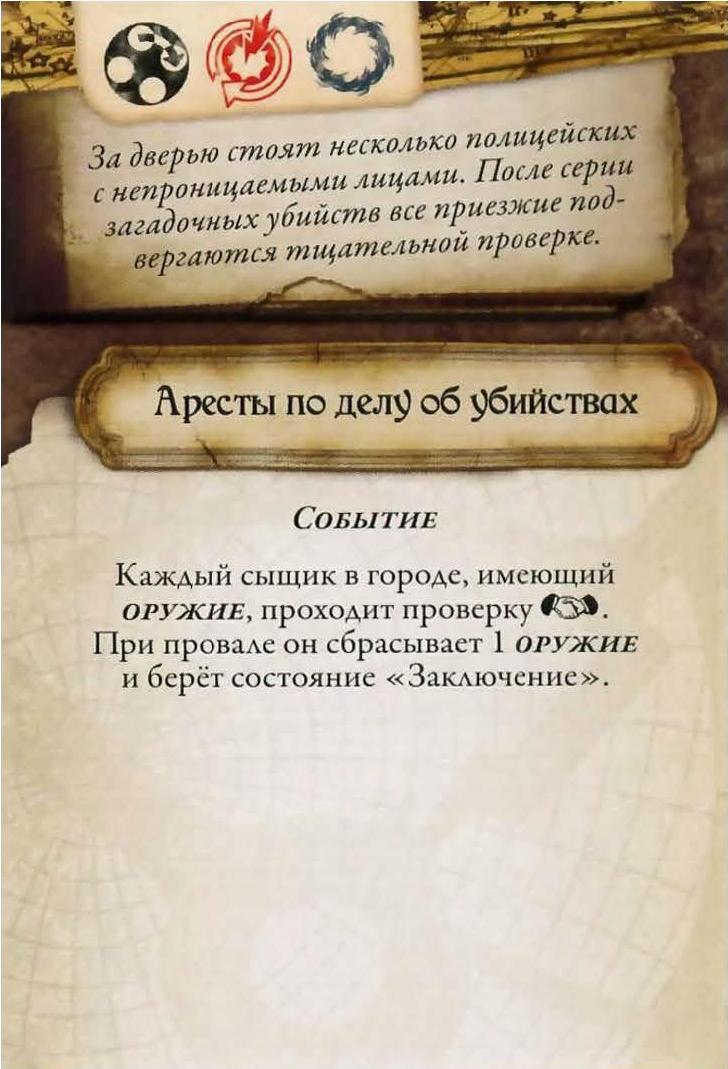 За дверью стоят несколько полицейских
с непроницаемыми лицами. После серии
загадочных убийств все приезжие под-
вергаются тщательной проверке.
Аресты по делу об убийствах
Событие
Каждый сыщик в городе, имеющий
ОРУЖИЕ, проходит проверку .
При провале он сбрасывает 1 ОРУЖИЕ
и берёт состояние «Заключение».